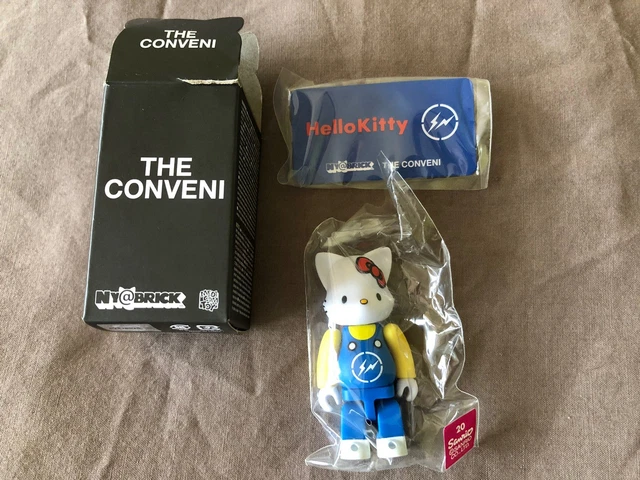 THE
CONVENI
THE
CONVENI
NY@BRICK
HelloKitty
NY@BRICK
THE CONVENI
20
Sanrio